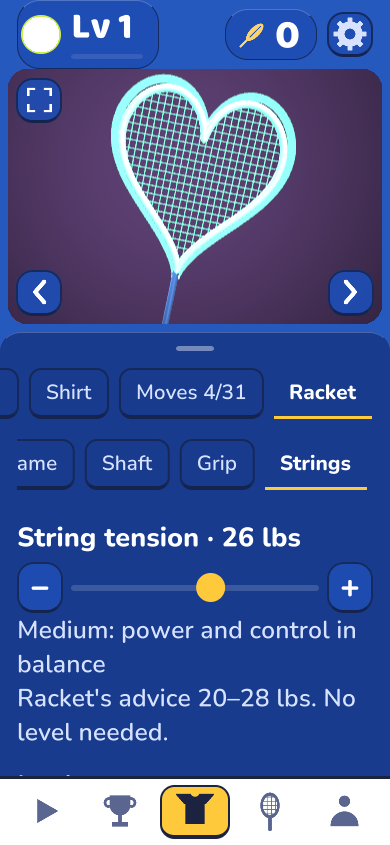 Lv 1
0
Shirt
Moves 4/31
Racket
ame
Shaft
Grip
Strings
String tension · 26 lbs
Medium: power and control in
balance
Racket's advice 20–28 lbs. No
level needed.